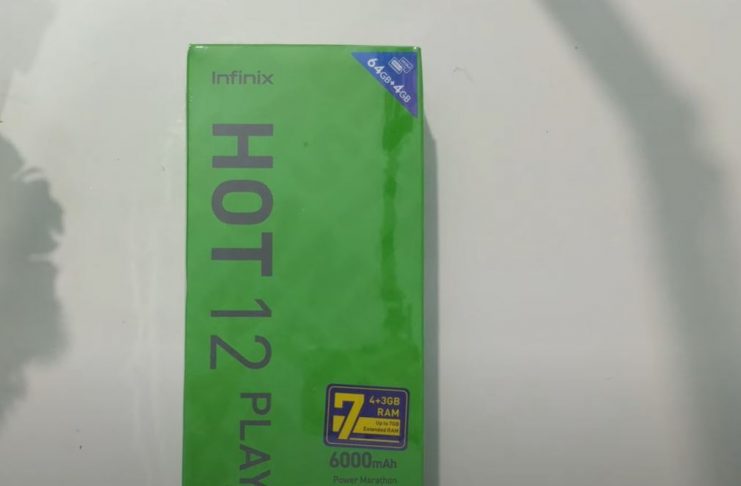 Infinix
64GB+4GB
HOT 12 PLAY
7
4+3GB
RAM
Up to 7GB
Extended RAM
6000mAh
Power Marathon